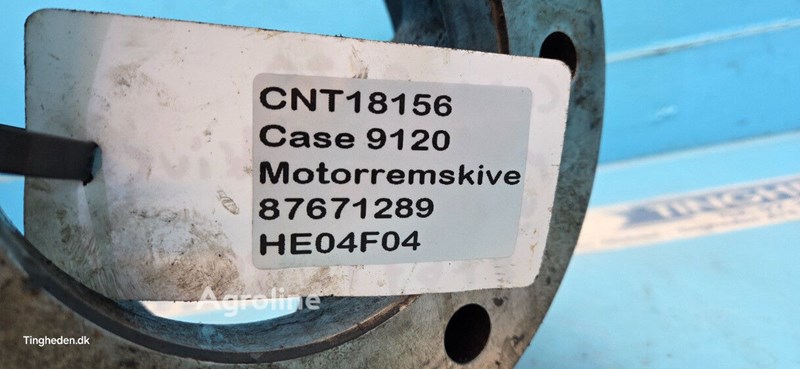 CNT18156
Case 9120
Motorremskive
87671289
HE04F04
Agroline
Tingheden.dk